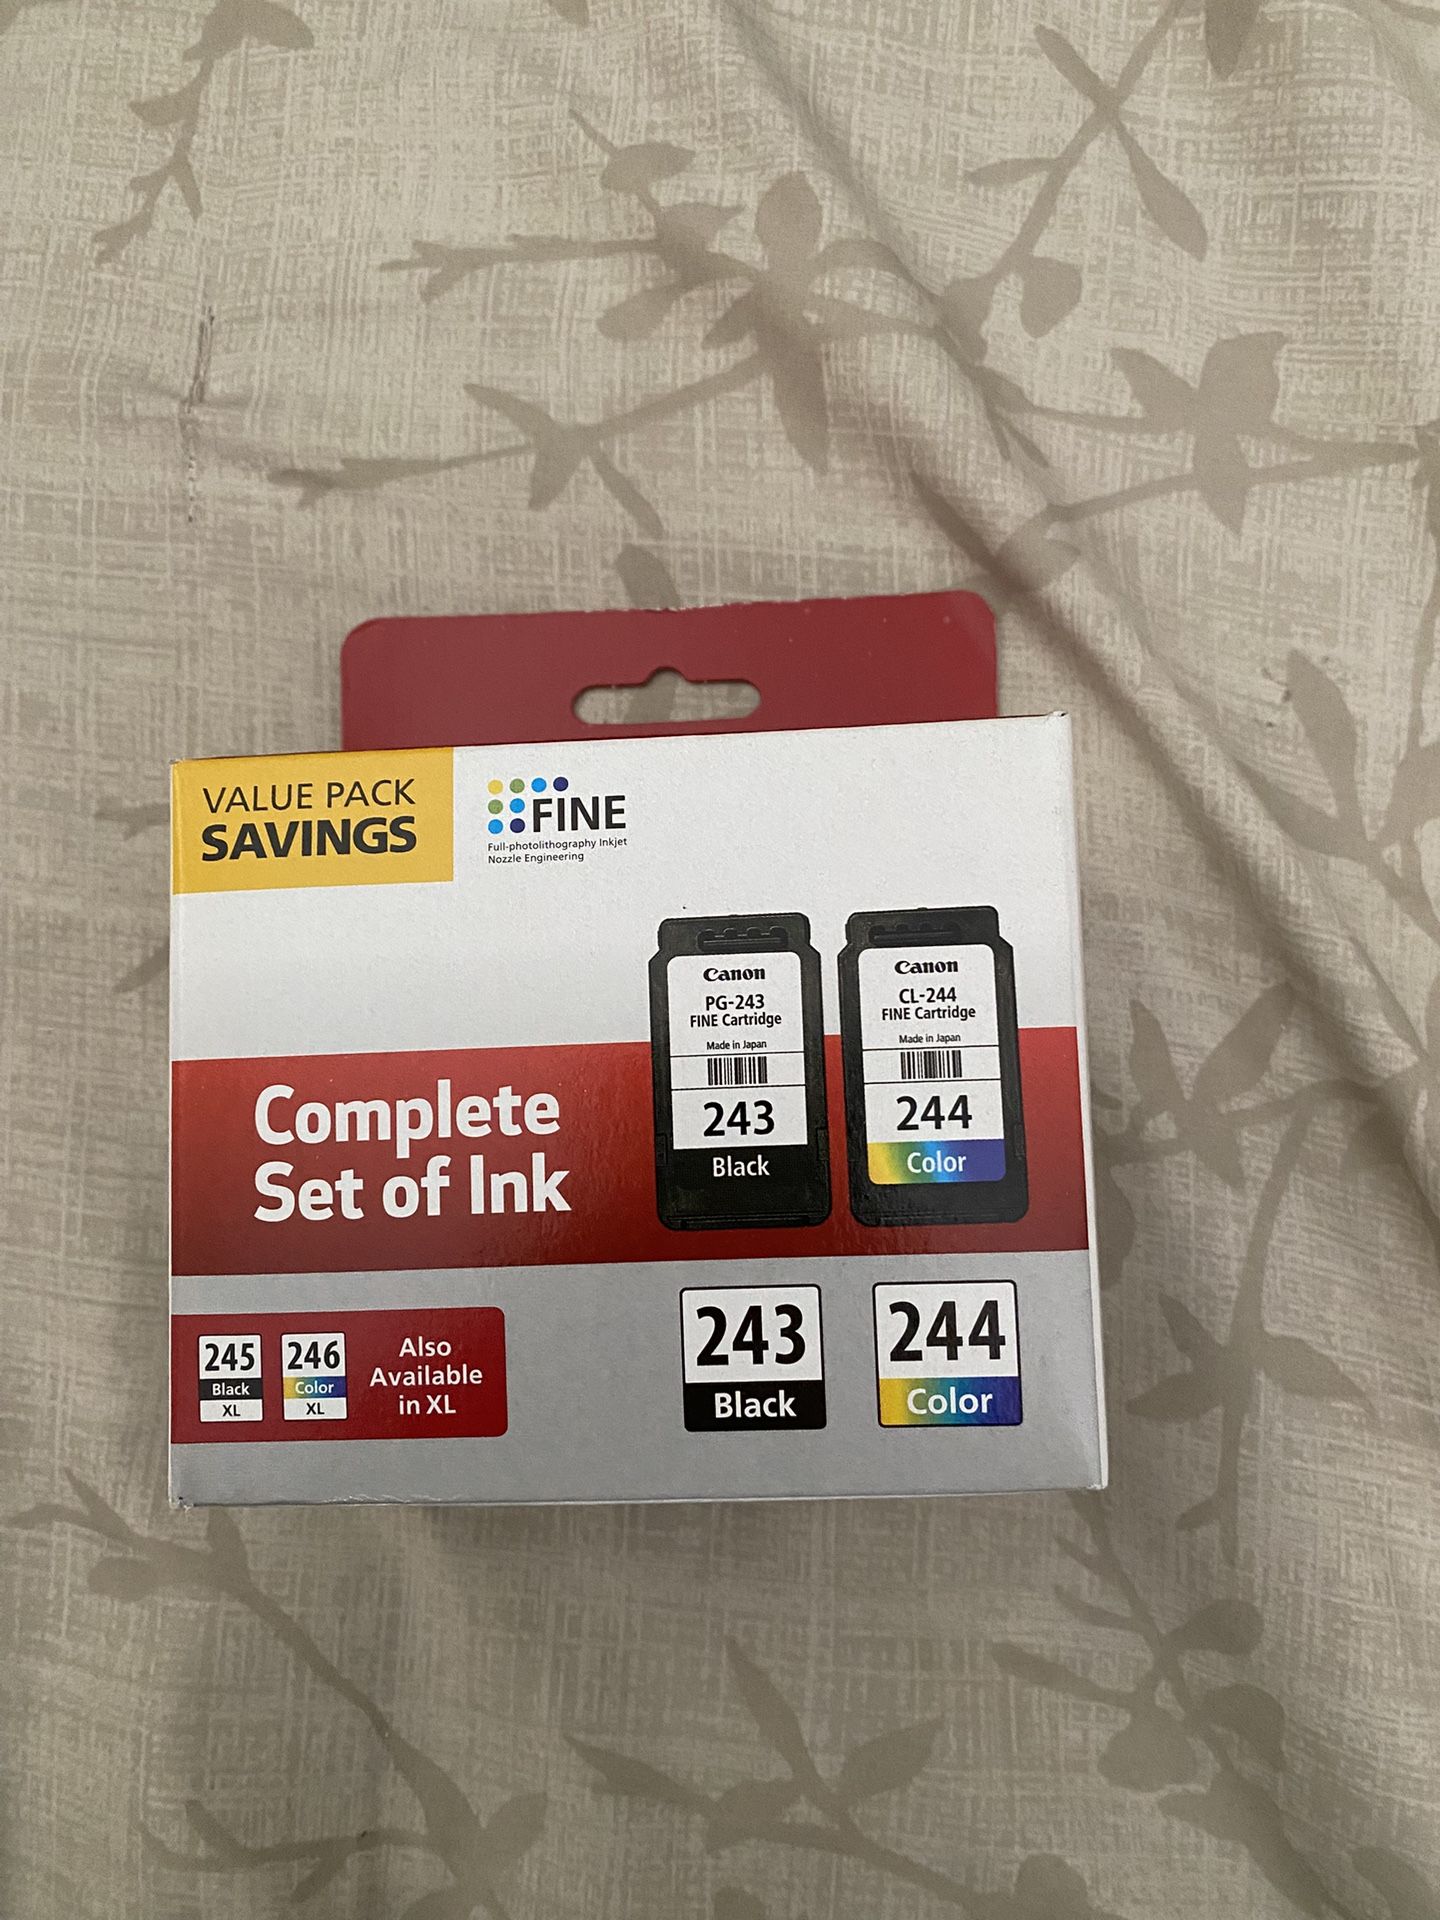 VALUE PACK
SAVINGS
FINE
Full-photolithography Inkjet
Nozzle Engineering
Canon
PG-243
FINE Cartridge
Made in Japan
243
Black
Canon
CL-244
FINE Cartridge
Made in Japan
244
Color
Complete
Set of Ink
245
Black
XL
246
Color
XL
Also
Available
in XL
243
Black
244
Color